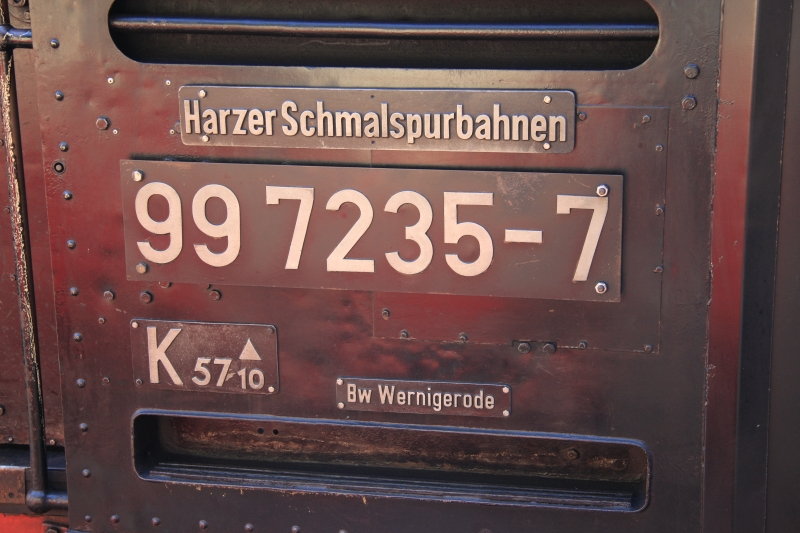 Harzer Schmalspurbahnen
99 7235-7
K 57 10
Bw Wernigerode